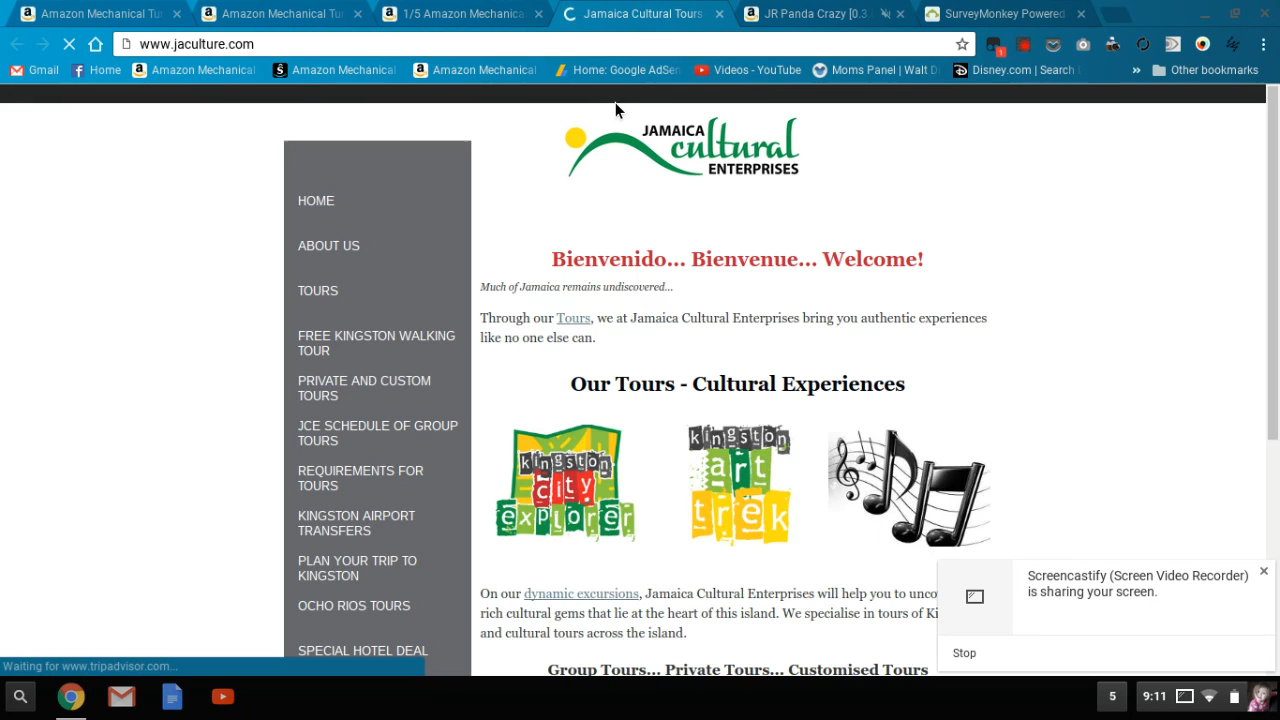 Amazon Mechanical Tur
Amazon Mechanical Tur
1/5 Amazon Mechanica
Jamaica Cultural Tours
JR Panda Crazy [0.3
SurveyMonkey Powered
www.jaculture.com
1
Gmail
Home
Amazon Mechanical
Amazon Mechanical
Amazon Mechanical
Home: Google AdSen
Videos - YouTube
Moms Panel | Walt D
Disney.com | Search
Other bookmarks
JAMAICA
cultural
ENTERPRISES
HOME
ABOUT US
TOURS
FREE KINGSTON WALKING
TOUR
PRIVATE AND CUSTOM
TOURS
JCE SCHEDULE OF GROUP
TOURS
REQUIREMENTS FOR
TOURS
KINGSTON AIRPORT
TRANSFERS
PLAN YOUR TRIP TO
KINGSTON
OCHO RIOS TOURS
SPECIAL HOTEL DEAL
Bienvenido... Bienvenue... Welcome!
Much of Jamaica remains undiscovered...
Through our Tours, we at Jamaica Cultural Enterprises bring you authentic experiences
like no one else can.
Our Tours - Cultural Experiences
kingston
city
explorer
kingston
art
trek
On our dynamic excursions, Jamaica Cultural Enterprises will help you to unco
rich cultural gems that lie at the heart of this island. We specialise in tours of Ki
and cultural tours across the island.
Group Tours... Private Tours... Customised Tours
Screencastify (Screen Video Recorder)
is sharing your screen.
Stop
Waiting for www.tripadvisor.com...
5
9:11